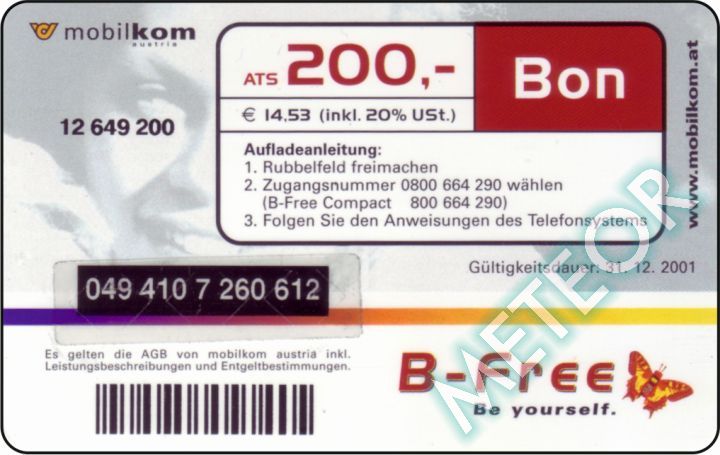 mobilkom
austria
ATS 200,-
Bon
€ 14,53 (inkl. 20% USt.)
12 649 200
Aufladeanleitung:
1. Rubbelfeld freimachen
2. Zugangsnummer 0800 664 290 wählen
(B-Free Compact 800 664 290)
3. Folgen Sie den Anweisungen des Telefonsystems
www.mobilkom.at
Gültigkeitsdauer: 31. 12. 2001
049 410 7 260 612
Es gelten die AGB von mobilkom austria inkl.
Leistungsbeschreibungen und Entgeltbestimmungen.
B-Free
Be yourself.
METEOR